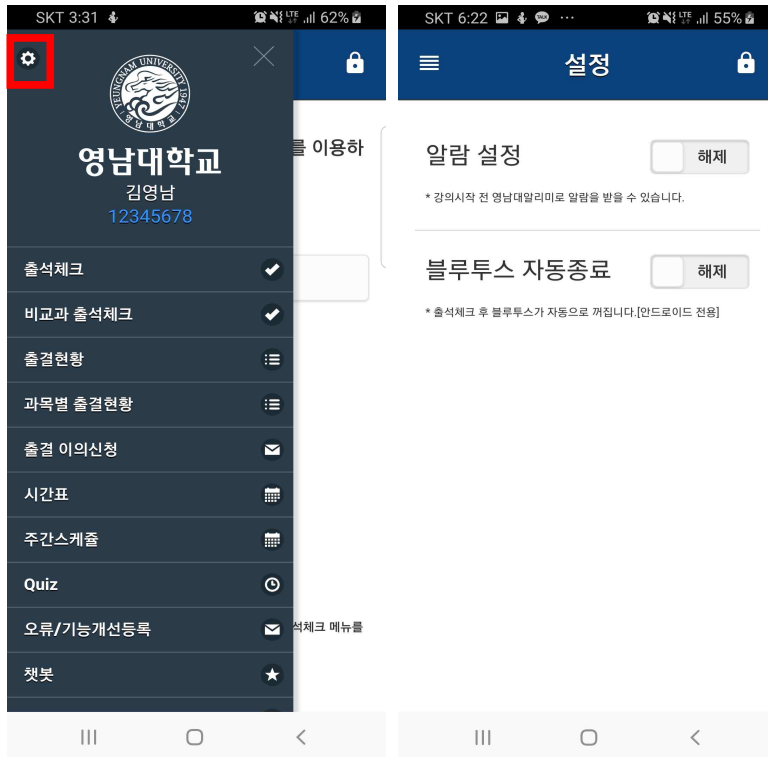 SKT 3:31
LTE
62%
YEUNGNAM UNIVERSITY 1947
영남대학교
김영남
12345678
출석체크
비교과 출석체크
출결현황
과목별 출결현황
출결 이의신청
시간표
주간스케쥴
Quiz
오류/기능개선등록
챗봇
를 이용하
석체크 메뉴를
SKT 6:22
TALK
LTE
55%
설정
알람 설정
해제
* 강의시작 전 영남대알리미로 알람을 받을 수 있습니다.
블루투스 자동종료
해제
* 출석체크 후 블루투스가 자동으로 꺼집니다.[안드로이드 전용]